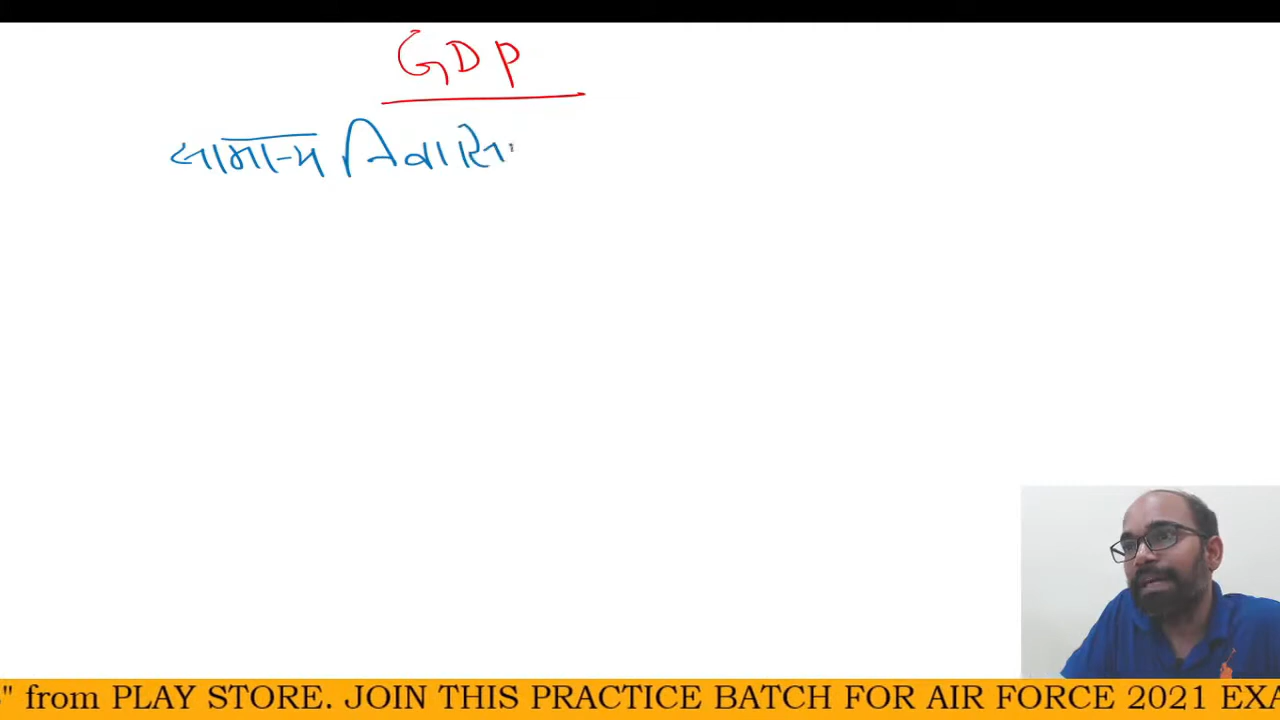 GDP
सामान्य निवासि
" from PLAY STORE. JOIN THIS PRACTICE BATCH FOR AIR FORCE 2021 EXA